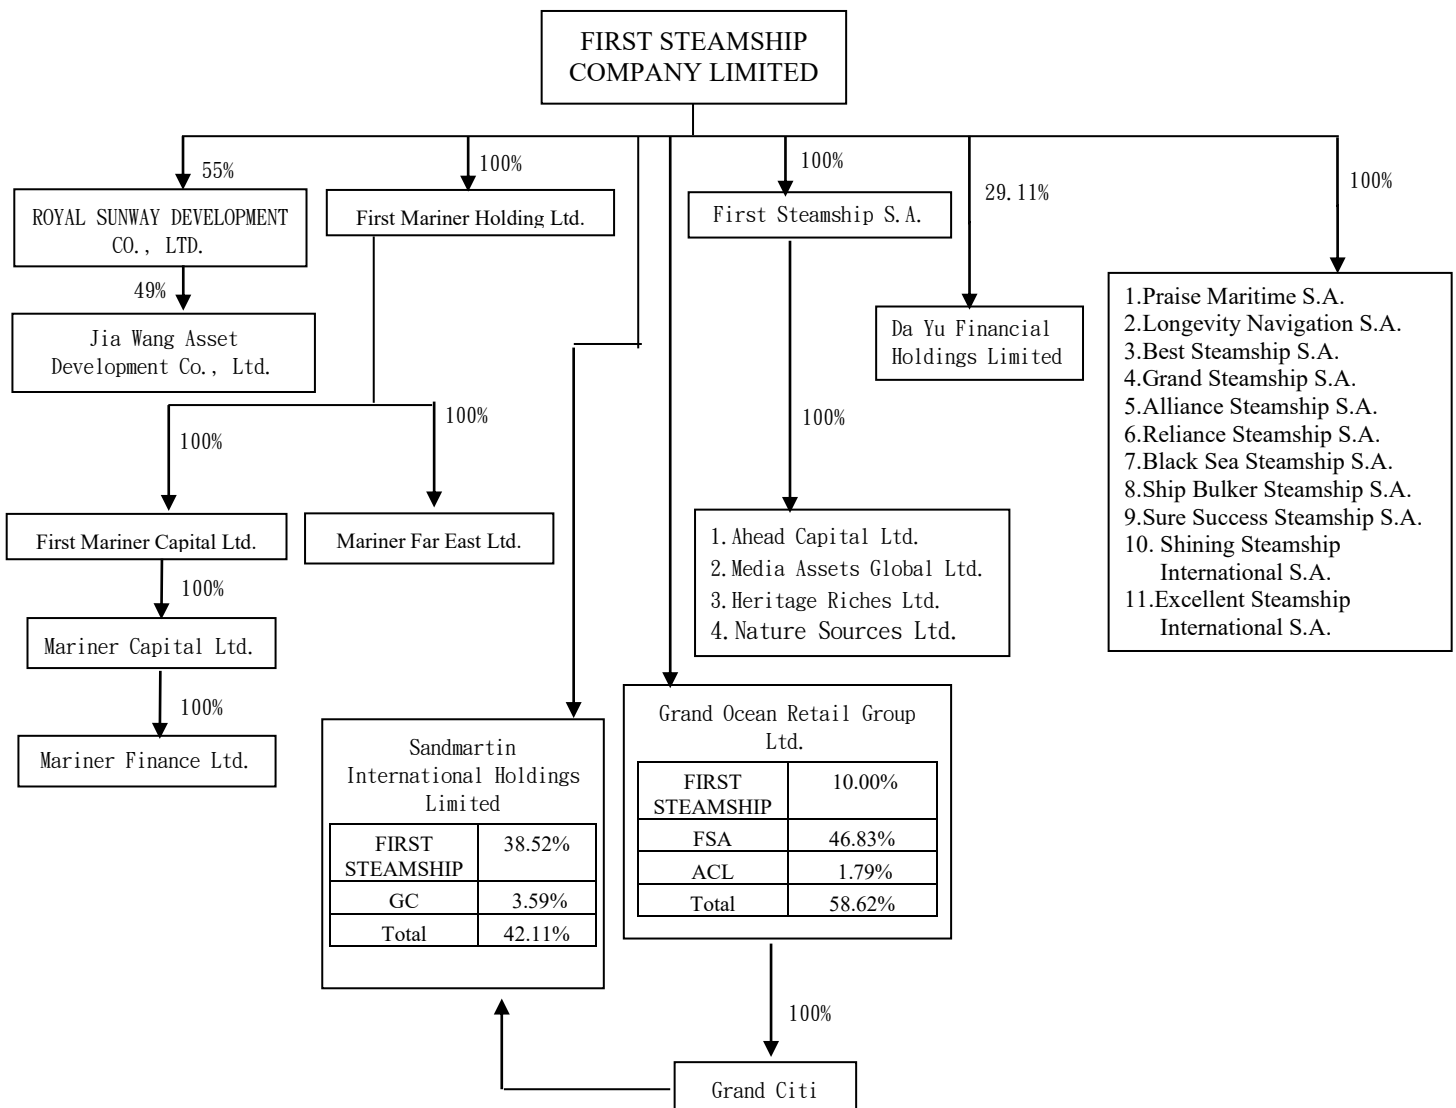 FIRST STEAMSHIP
COMPANY LIMITED
55%
100%
100%
29.11%
100%
ROYAL SUNWAY DEVELOPMENT
CO., LTD.
First Mariner Holding Ltd.
First Steamship S.A.
49%
Jia Wang Asset
Development Co., Ltd.
Da Yu Financial
Holdings Limited
1.Praise Maritime S.A.
2.Longevity Navigation S.A.
3.Best Steamship S.A.
4.Grand Steamship S.A.
5.Alliance Steamship S.A.
6.Reliance Steamship S.A.
7.Black Sea Steamship S.A.
8.Ship Bulker Steamship S.A.
9.Sure Success Steamship S.A.
10. Shining Steamship
International S.A.
11.Excellent Steamship
International S.A.
100%
100%
100%
First Mariner Capital Ltd.
Mariner Far East Ltd.
1. Ahead Capital Ltd.
2. Media Assets Global Ltd.
3. Heritage Riches Ltd.
4. Nature Sources Ltd.
100%
Mariner Capital Ltd.
100%
Mariner Finance Ltd.
Sandmartin
International Holdings
Limited
FIRST
STEAMSHIP
38.52%
GC
3.59%
Total
42.11%
Grand Ocean Retail Group
Ltd.
FIRST
STEAMSHIP
10.00%
FSA
46.83%
ACL
1.79%
Total
58.62%
100%
Grand Citi